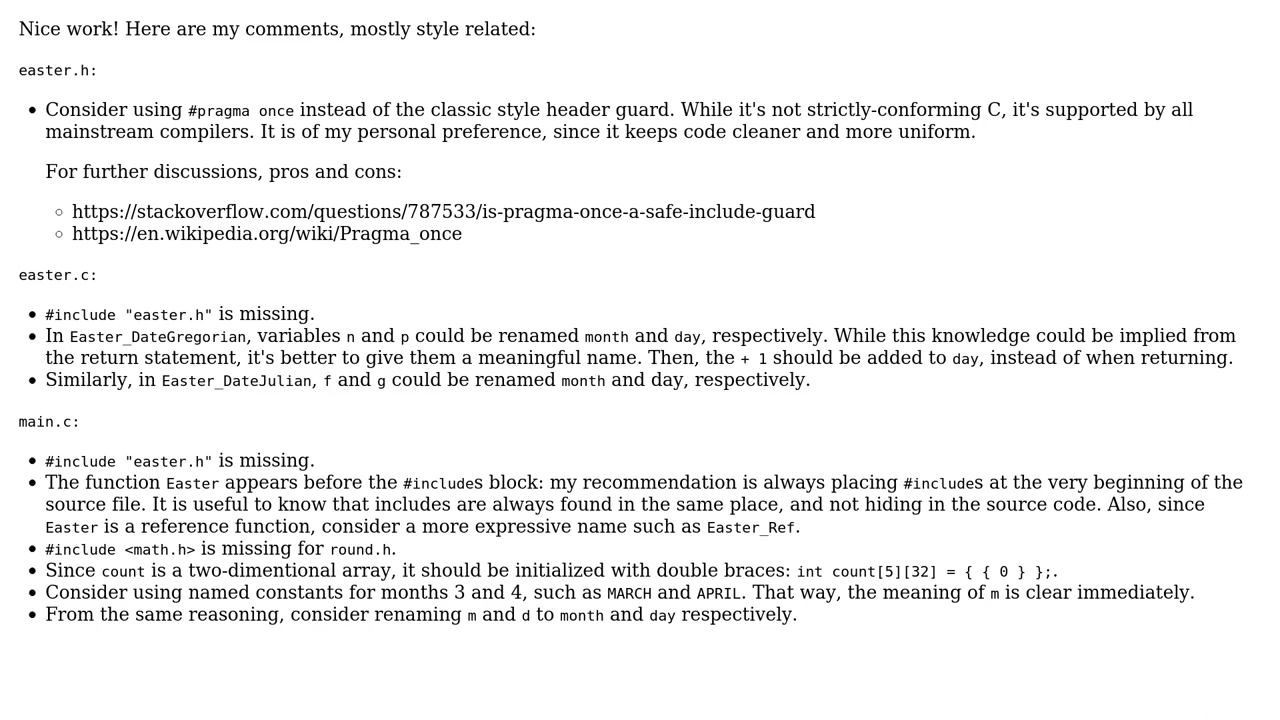 Nice work! Here are my comments, mostly style related:
easter.h:
Consider using #pragma once instead of the classic style header guard. While it's not strictly-conforming C, it's supported by all
mainstream compilers. It is of my personal preference, since it keeps code cleaner and more uniform.
For further discussions, pros and cons:
https://stackoverflow.com/questions/787533/is-pragma-once-a-safe-include-guard
https://en.wikipedia.org/wiki/Pragma_once
easter.c:
#include "easter.h" is missing.
In Easter_DateGregorian, variables n and p could be renamed month and day, respectively. While this knowledge could be implied from
the return statement, it's better to give them a meaningful name. Then, the + 1 should be added to day, instead of when returning.
Similarly, in Easter_DateJulian, f and g could be renamed month and day, respectively.
main.c:
#include "easter.h" is missing.
The function Easter appears before the #includes block: my recommendation is always placing #includes at the very beginning of the
source file. It is useful to know that includes are always found in the same place, and not hiding in the source code. Also, since
Easter is a reference function, consider a more expressive name such as Easter_Ref.
#include <math.h> is missing for round.h.
Since count is a two-dimentional array, it should be initialized with double braces: int count[5][32] = { { 0 } };.
Consider using named constants for months 3 and 4, such as MARCH and APRIL. That way, the meaning of m is clear immediately.
From the same reasoning, consider renaming m and d to month and day respectively.